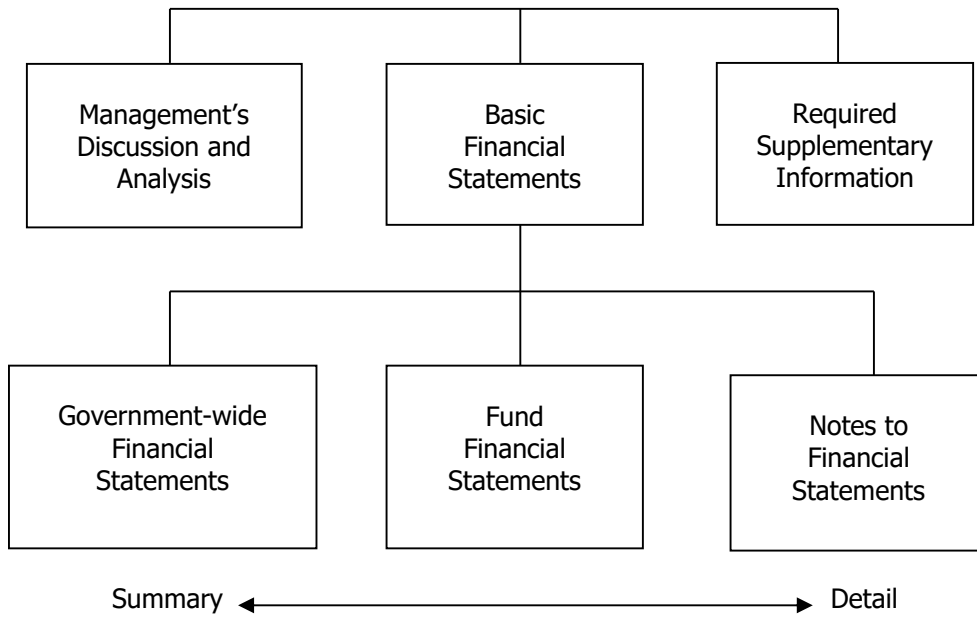 Management’s
Discussion and
Analysis
Basic
Financial
Statements
Required
Supplementary
Information
Government-wide
Financial
Statements
Fund
Financial
Statements
Notes to
Financial
Statements
Summary
Detail